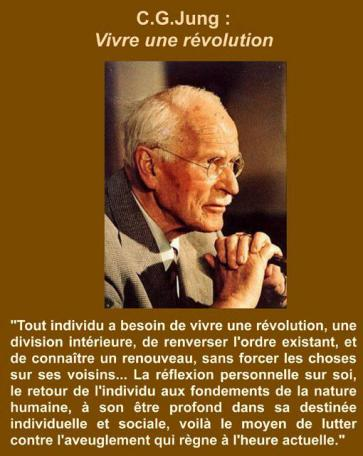 C.G.Jung :
Vivre une révolution
"Tout individu a besoin de vivre une révolution, une
division intérieure, de renverser l'ordre existant, et
de connaître un renouveau, sans forcer les choses
sur ses voisins... La réflexion personnelle sur soi,
le retour de l'individu aux fondements de la nature
humaine, à son être profond dans sa destinée
individuelle et sociale, voilà le moyen de lutter
contre l'aveuglement qui règne à l'heure actuelle."